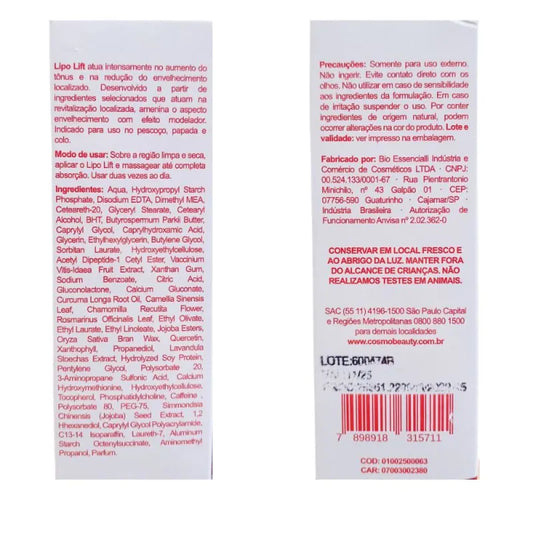 Lipo Lift atua intensamente no aumento do
tônus e na redução do envelhecimento
localizado. Desenvolvido a partir de
ingredientes selecionados que atuam na
revitalização localizada, amenina o aspecto
envelhecimento com efeito modelador.
Indicado para uso no pescoço, papada e
colo.
Modo de usar: Sobre a região limpa e seca,
aplicar o Lipo Lift e massagear até completa
absorção. Usar duas vezes ao dia.
Ingredientes: Aqua, Hydroxypropyl Starch
Phosphate, Disodium EDTA, Dimethyl MEA,
Ceteareth-20, Glyceryl Stearate, Cetearyl
Alcohol, BHT, Butyrospermum Parkii Butter,
Caprylyl Glycol, Caprylhydroxamic Acid,
Glycerin, Ethylhexylglycerin, Butylene Glycol,
Sorbitan Laurate, Hydroxyethylcellulose,
Acetyl Dipeptide-1 Cetyl Ester, Vaccinium
Vitis-Idaea Fruit Extract, Xanthan Gum,
Sodium Benzoate, Citric Acid,
Gluconolactone, Calcium Gluconate,
Curcuma Longa Root Oil, Camellia Sinensis
Leaf, Chamomilla Recutita Flower,
Rosmarinus Officinalis Leaf, Ethyl Olivate,
Ethyl Laurate, Ethyl Linoleate, Jojoba Esters,
Oryza Sativa Bran Wax, Quercetin,
Xanthophyll, Propanediol, Lavandula
Stoechas Extract, Hydrolyzed Soy Protein,
Pentylene Glycol, Polysorbate 20,
3-Aminopropane Sulfonic Acid, Calcium
Hydroxymethionine, Hydroxyethylcellulose,
Tocopherol, Phosphatidylcholine, Caffeine ,
Polysorbate 80, PEG-75, Simmondsia
Chinensis (Jojoba) Seed Extract, 1,2
Hhexanediol, Caprylyl Glycol Polyacrylamide.
C13-14 Isoparaffin, Laureth-7, Aluminum
Starch Octenylsuccinate, Aminomethyl
Propanol, Parfum.
Precauções: Somente para uso externo.
Não ingerir. Evite contato direto com os
olhos. Não utilizar em caso de sensibilidade
aos ingredientes da formulação. Em caso
de irritação suspender o uso. Por conter
ingredientes de origem natural, podem
ocorrer alterações na cor do produto. Lote e
validade: ver impresso na embalagem.
Fabricado por: Bio Essencialli Indústria e
Comércio de Cosméticos LTDA • CNPJ:
00.524.133/0001-67 • Rua Pientrantonio
Minichilo, nº 43 Galpão 01 • CEP:
07756-590 Guaturinho • Cajamar/SP •
Indústria Brasileira • Autorização de
Funcionamento Anvisa nº 2.02.362-0
CONSERVAR EM LOCAL FRESCO E
AO ABRIGO DA LUZ. MANTER FORA
DO ALCANCE DE CRIANÇAS. NÃO
REALIZAMOS TESTES EM ANIMAIS.
SAC (55 11) 4196-1500 São Paulo Capital
e Regiões Metropolitanas 0800 880 1500
para demais localidades
www.cosmobeauty.com.br
7 898918 315711
COD: 01002500063
CAR: 07003002380